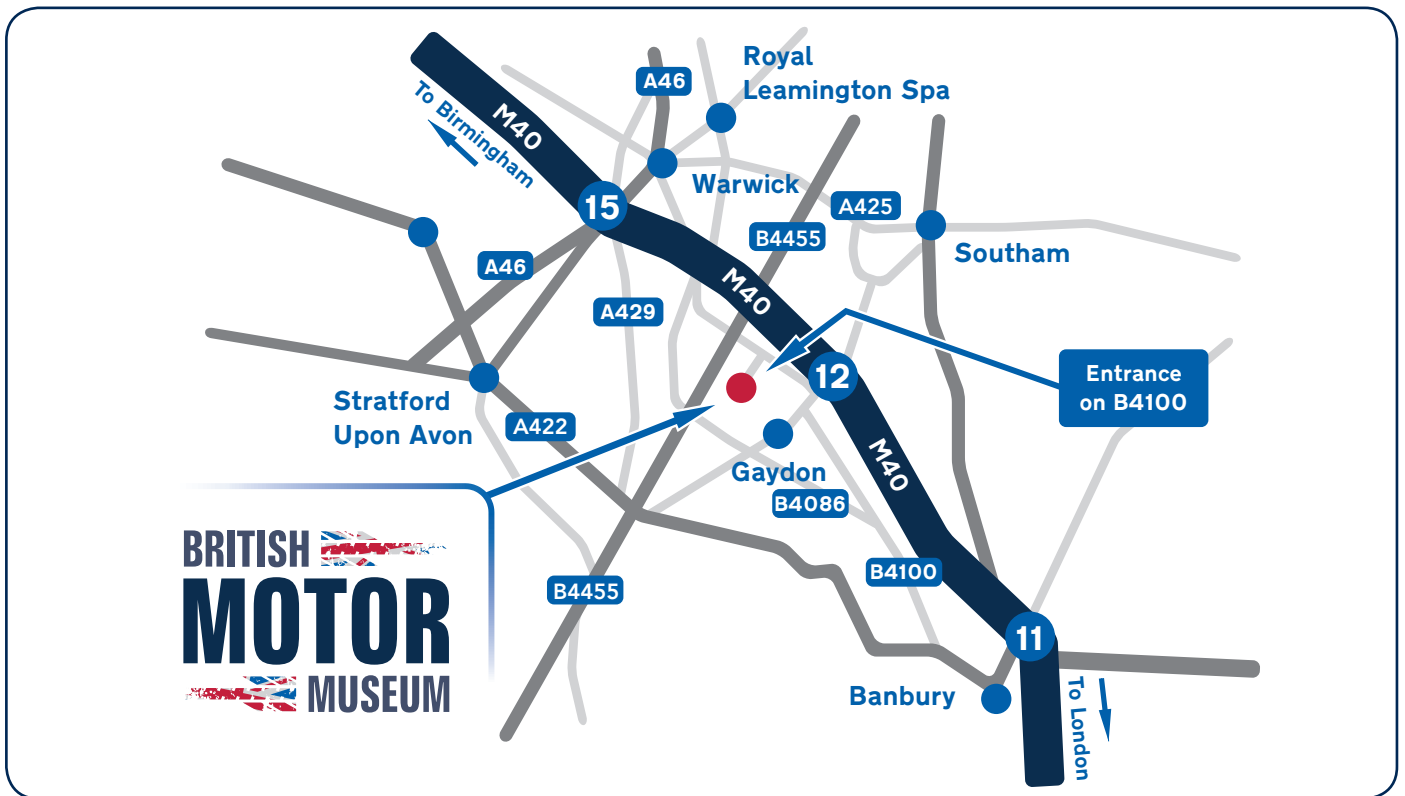 Royal
Leamington Spa
A46
M40
To Birmingham
Warwick
15
A425
B4455
Southam
A46
M40
A429
12
Entrance
on B4100
Stratford
Upon Avon
A422
M40
Gaydon
B4086
BRITISH
MOTOR
MUSEUM
B4100
B4455
11
Banbury
To London